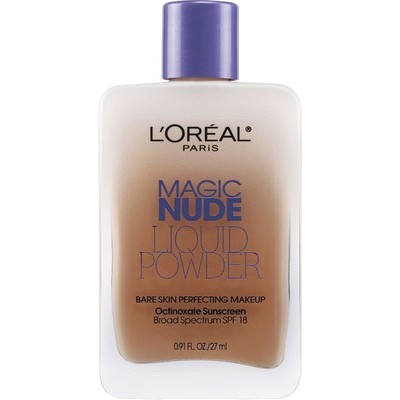 L'ORÉAL®
PARIS
MAGIC
NUDE
LIQUID
POWDER
BARE SKIN PERFECTING MAKEUP
Octinoxate Sunscreen
Broad Spectrum SPF 18
0.91 FL. OZ./27 ml